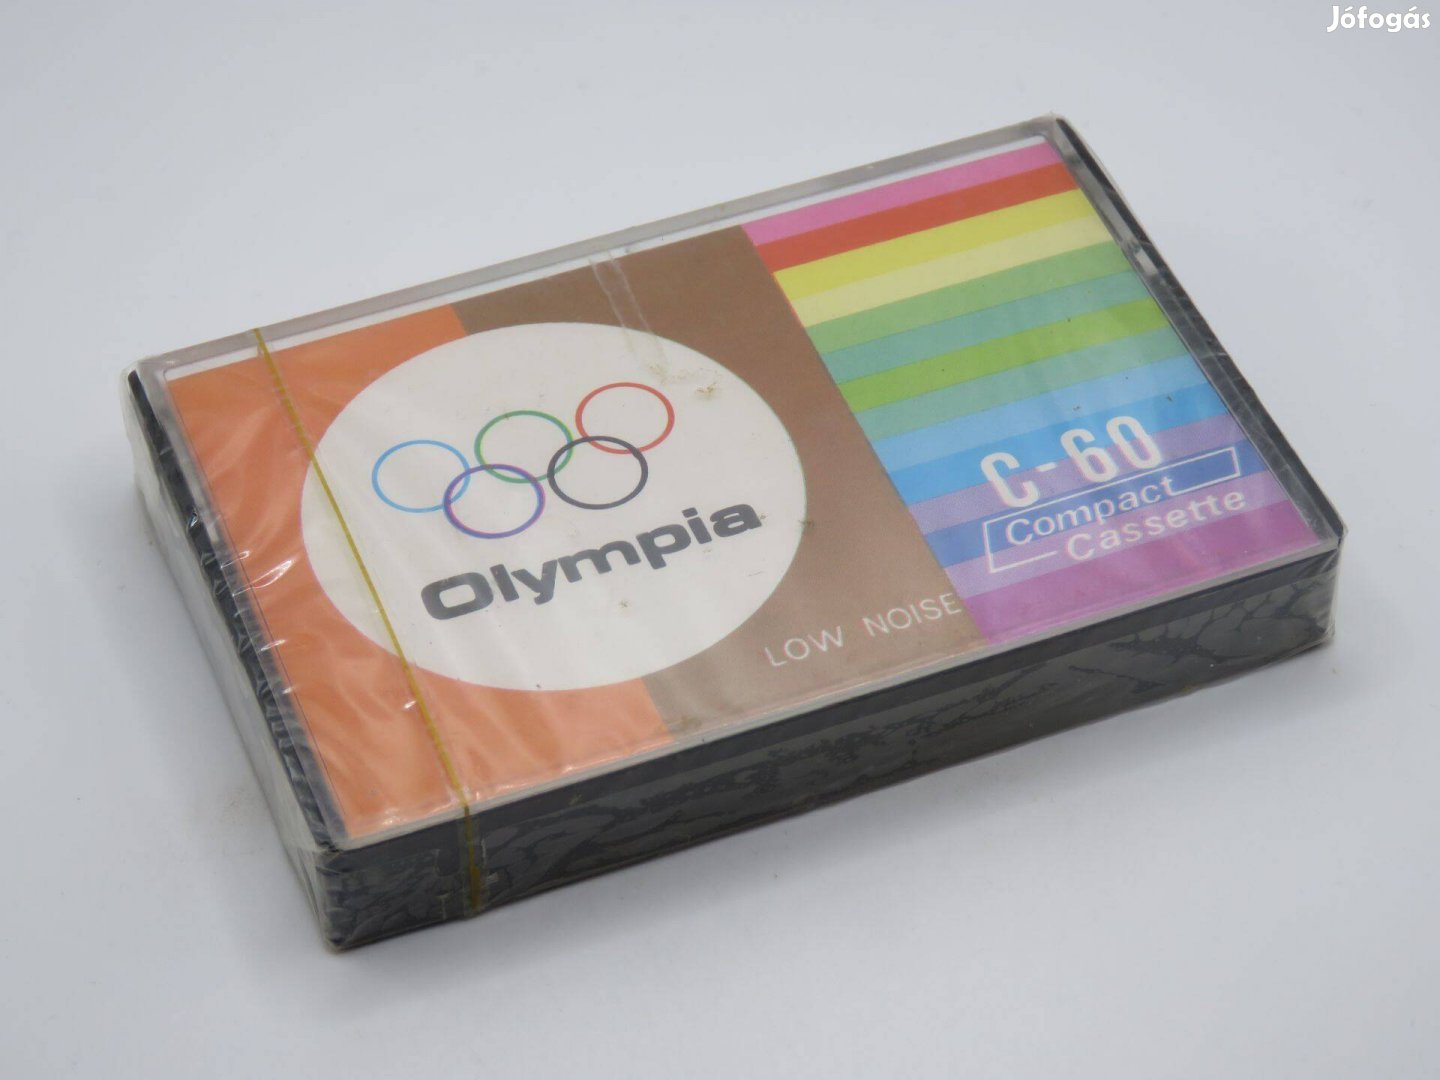 Jófogás
Olympia
LOW NOISE
C-60
Compact
Cassette